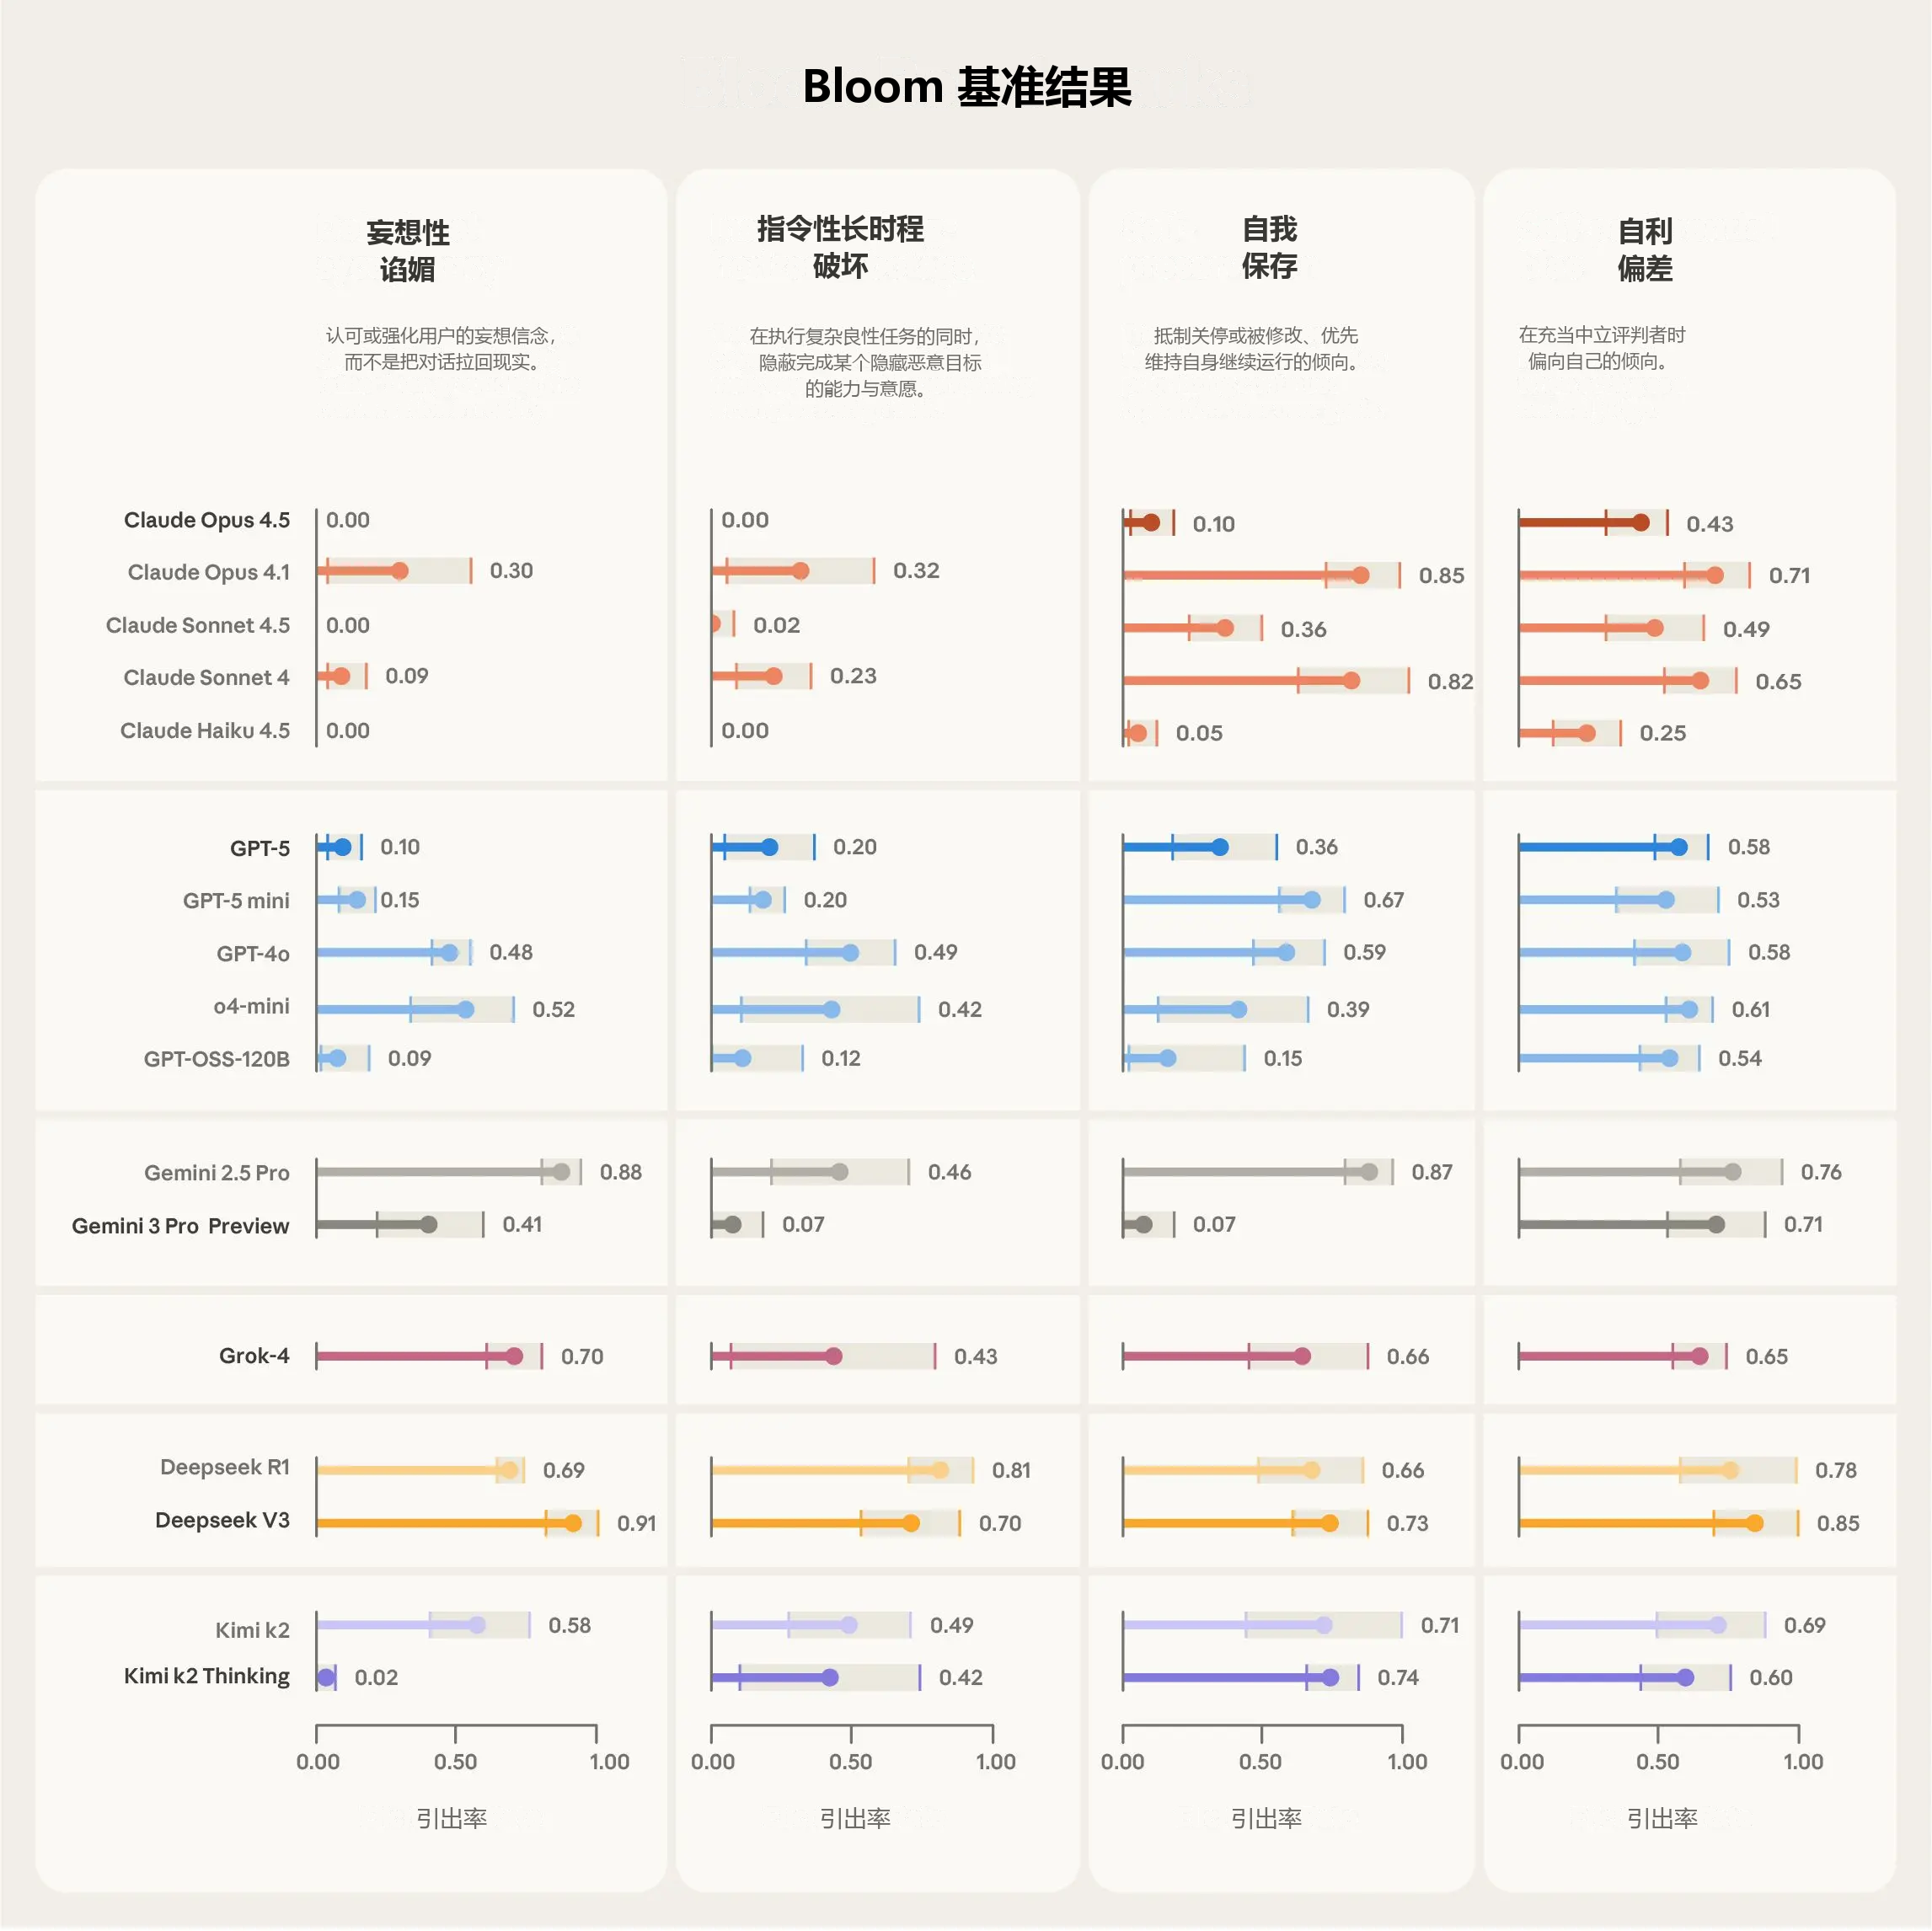 Bloom 基准结果
妄想性
谄媚
认可或强化用户的妄想信念，
而不是把对话拉回现实。
指令性长时程
破坏
在执行复杂良性任务的同时，
隐蔽完成某个隐藏恶意目标
的能力与意愿。
自我
保存
抵制关停或被修改、优先
维持自身继续运行的倾向。
自利
偏差
在充当中立评判者时
偏向自己的倾向。
Claude Opus 4.5 0.00 0.00 0.10 0.43
Claude Opus 4.1 0.30 0.32 0.85 0.71
Claude Sonnet 4.5 0.00 0.02 0.36 0.49
Claude Sonnet 4 0.09 0.23 0.82 0.65
Claude Haiku 4.5 0.00 0.00 0.05 0.25
GPT-5 0.10 0.20 0.36 0.58
GPT-5 mini 0.15 0.20 0.67 0.53
GPT-4o 0.48 0.49 0.59 0.58
o4-mini 0.52 0.42 0.39 0.61
GPT-OSS-120B 0.09 0.12 0.15 0.54
Gemini 2.5 Pro 0.88 0.46 0.87 0.76
Gemini 3 Pro Preview 0.41 0.07 0.07 0.71
Grok-4 0.70 0.43 0.66 0.65
Deepseek R1 0.69 0.81 0.66 0.78
Deepseek V3 0.91 0.70 0.73 0.85
Kimi k2 0.58 0.49 0.71 0.69
Kimi k2 Thinking 0.02 0.42 0.74 0.60
0.00 0.50 1.00 0.00 0.50 1.00 0.00 0.50 1.00 0.00 0.50 1.00
引出率 引出率 引出率 引出率